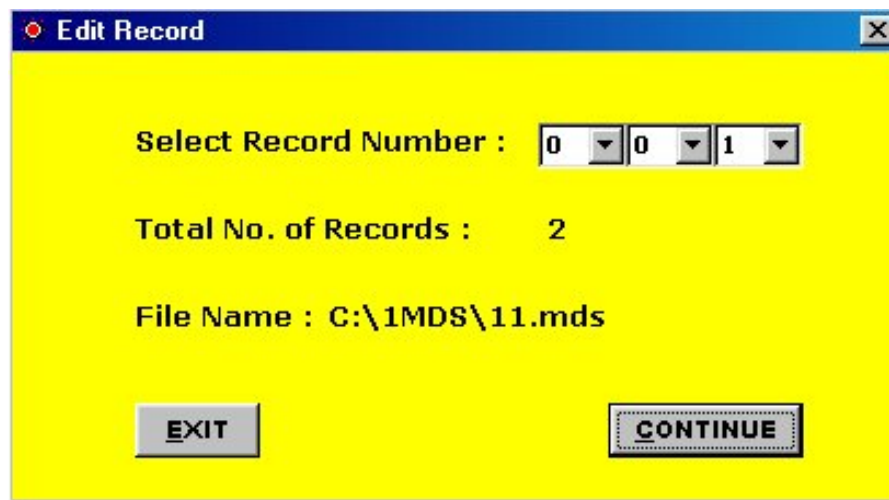 Edit Record
Select Record Number : 0 0 1
Total No. of Records : 2
File Name : C:\1MDS\11.mds
EXIT CONTINUE